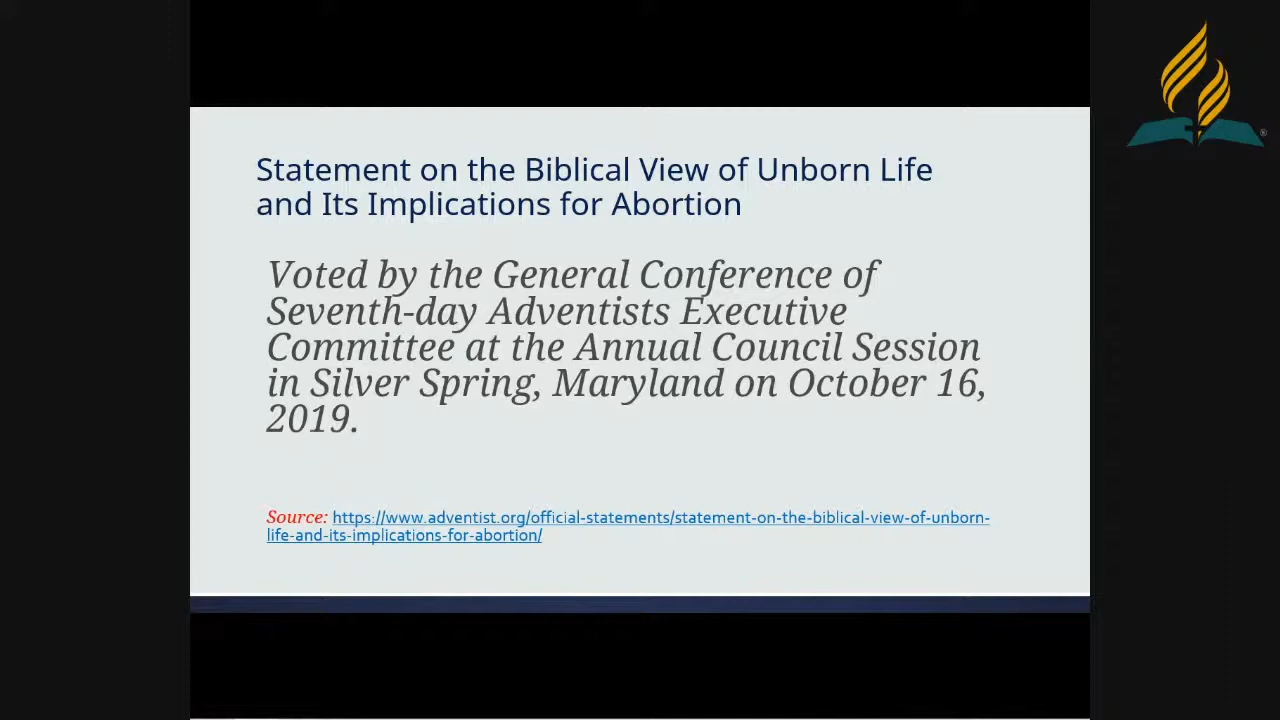 Statement on the Biblical View of Unborn Life
and Its Implications for Abortion
Voted by the General Conference of
Seventh-day Adventists Executive
Committee at the Annual Council Session
in Silver Spring, Maryland on October 16,
2019.
Source: https://www.adventist.org/official-statements/statement-on-the-biblical-view-of-unborn-
life-and-its-implications-for-abortion/
®